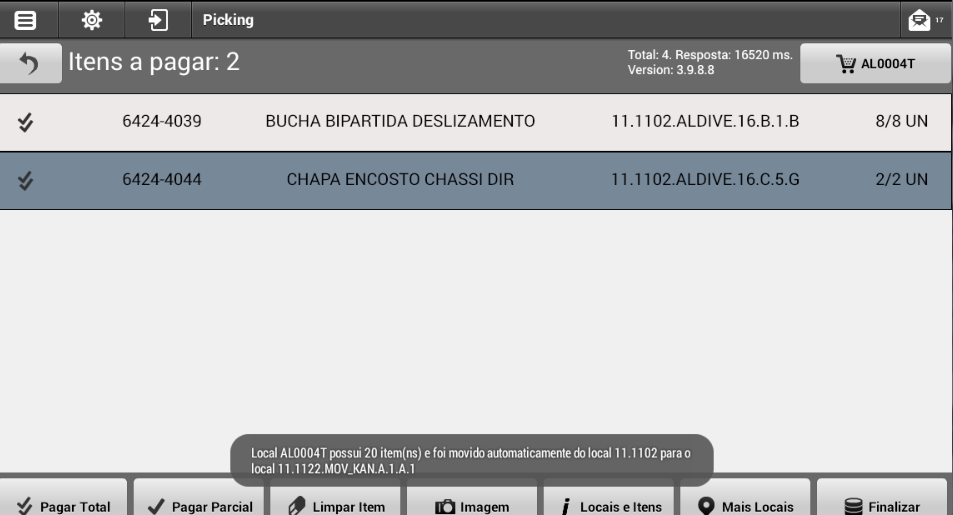 Picking
17
Itens a pagar: 2
Total: 4. Resposta: 16520 ms.
Version: 3.9.8.8
AL0004T
6424-4039 BUCHA BIPARTIDA DESLIZAMENTO 11.1102.ALDIVE.16.B.1.B 8/8 UN
6424-4044 CHAPA ENCOSTO CHASSI DIR 11.1102.ALDIVE.16.C.5.G 2/2 UN
Local AL0004T possui 20 item(ns) e foi movido automaticamente do local 11.1102 para o
local 11.1122.MOV_KAN.A.1.A.1
Pagar Total Pagar Parcial Limpar Item Imagem Locais e Itens Mais Locais Finalizar